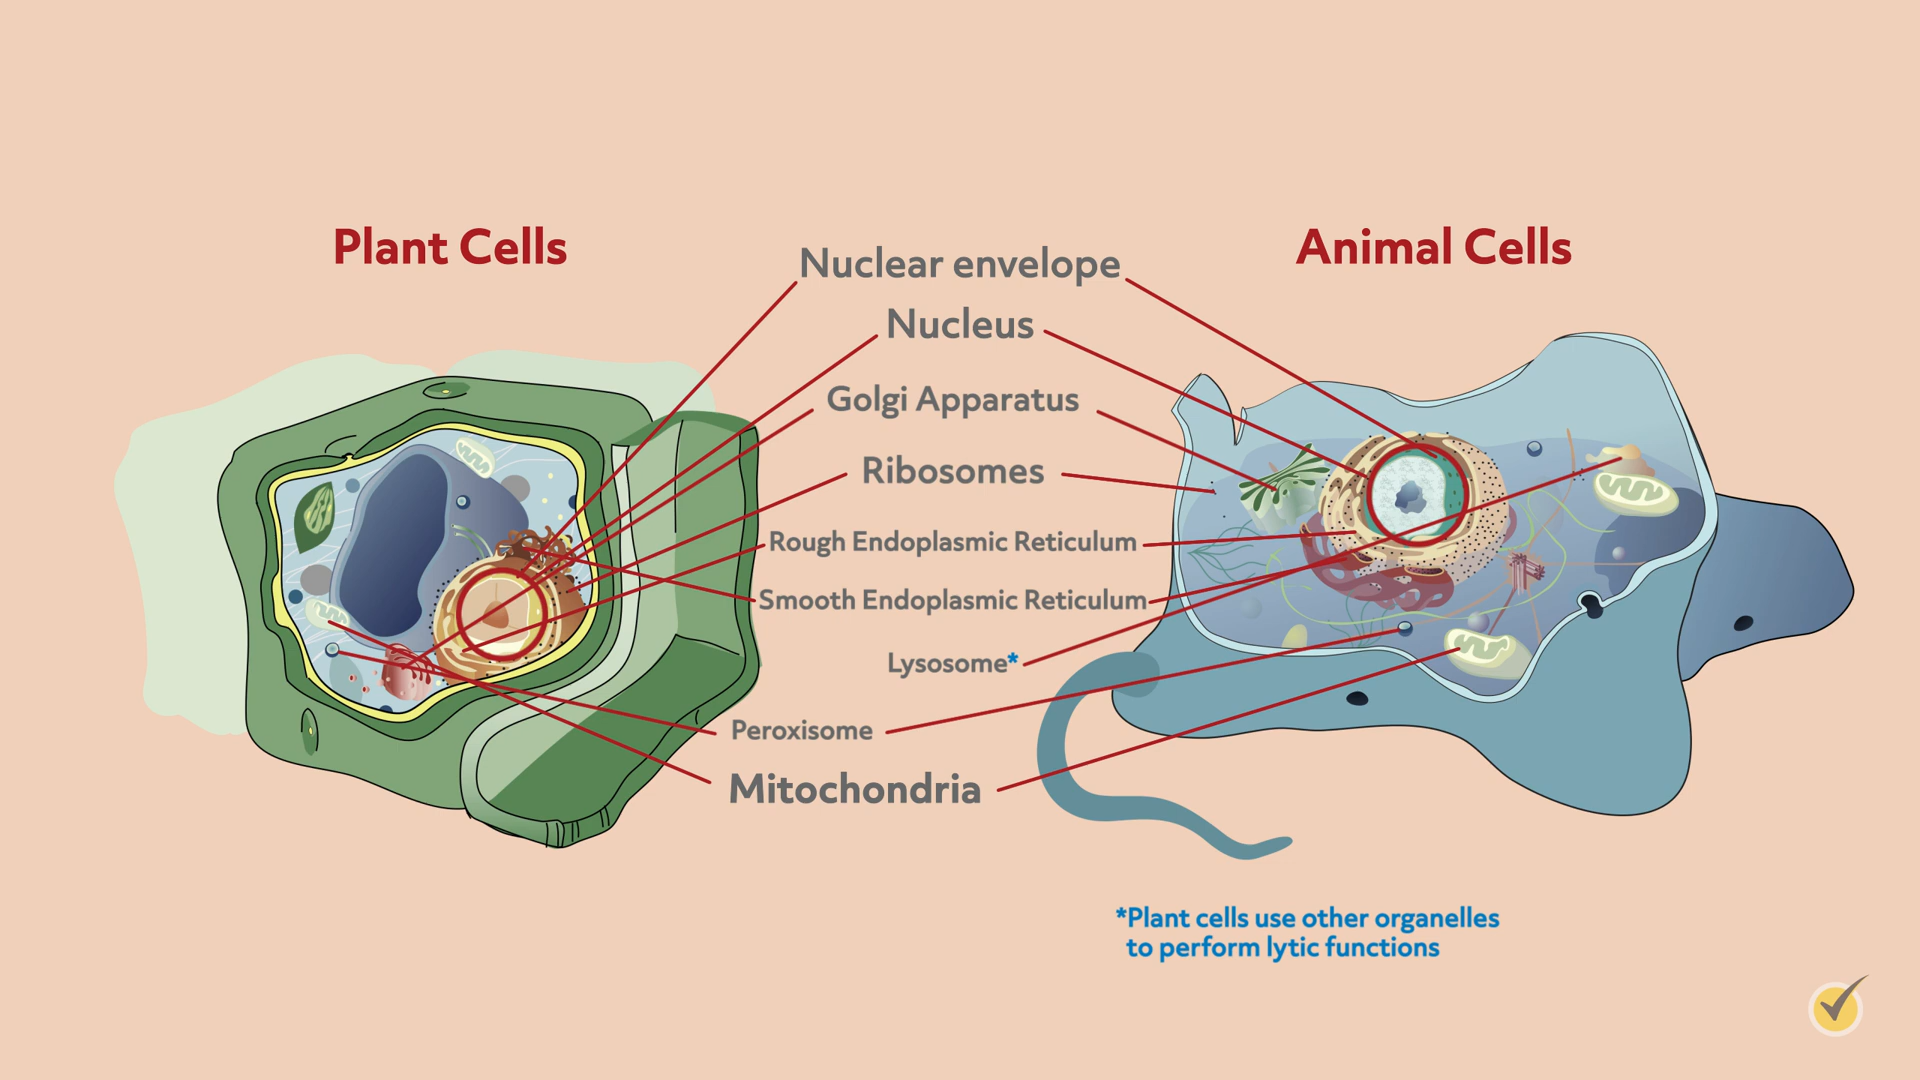 Plant Cells
Animal Cells
Nuclear envelope
Nucleus
Golgi Apparatus
Ribosomes
Rough Endoplasmic Reticulum
Smooth Endoplasmic Reticulum
Lysosome*
Peroxisome
Mitochondria
*Plant cells use other organelles
to perform lytic functions